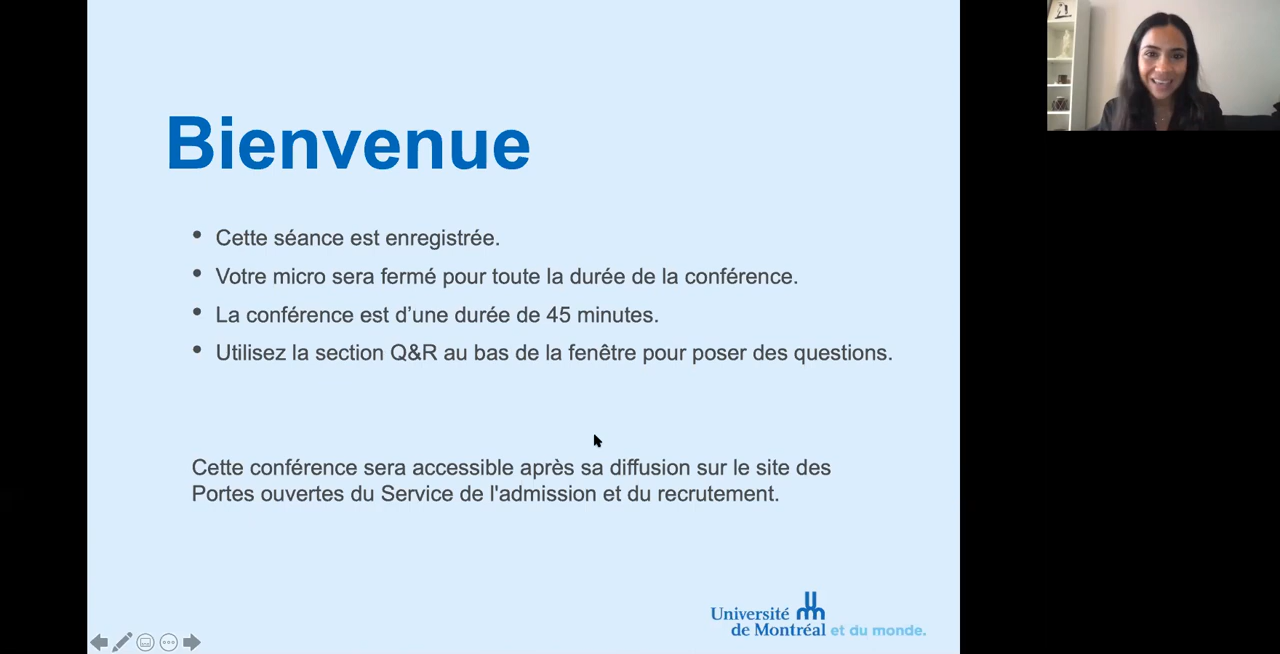 Bienvenue
• Cette séance est enregistrée.
• Votre micro sera fermé pour toute la durée de la conférence.
• La conférence est d’une durée de 45 minutes.
• Utilisez la section Q&R au bas de la fenêtre pour poser des questions.
Cette conférence sera accessible après sa diffusion sur le site des
Portes ouvertes du Service de l'admission et du recrutement.
Université
de Montréal et du monde.